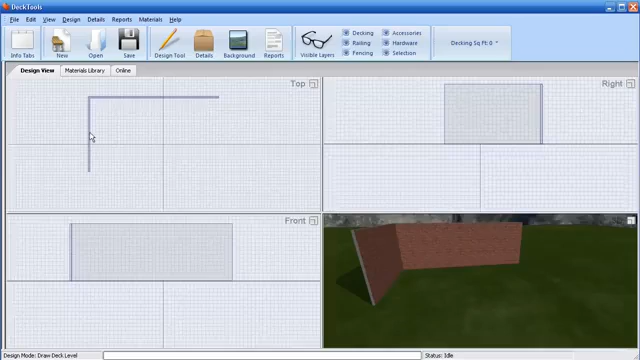 DeckTools
File Edit View Design Details Reports Materials Help
Info Tabs New Open Save Design Tool Details Background Reports Visible Layers
Decking Accessories
Railing Hardware
Fencing Selection
Decking Sq Ft: 0
Design View Materials Library Online
Top
Right
Front
Design Mode: Draw Deck Level Status: Idle